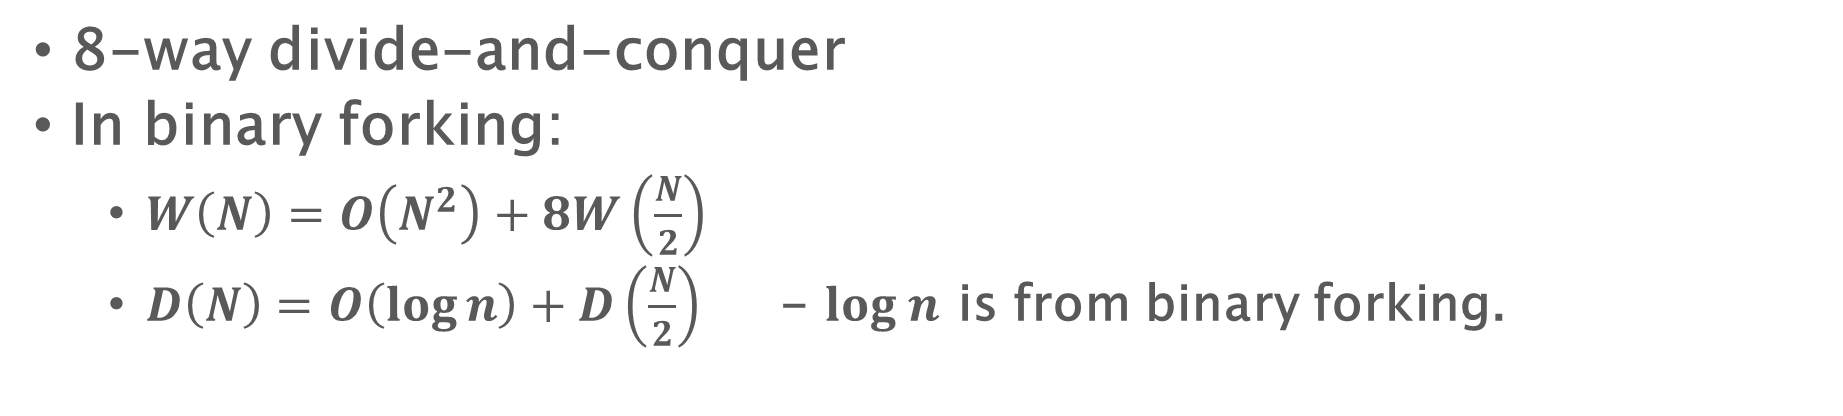 • 8-way divide-and-conquer
• In binary forking:
• W(N) = O(N²) + 8W(N/2)
• D(N) = O(log n) + D(N/2) – log n is from binary forking.